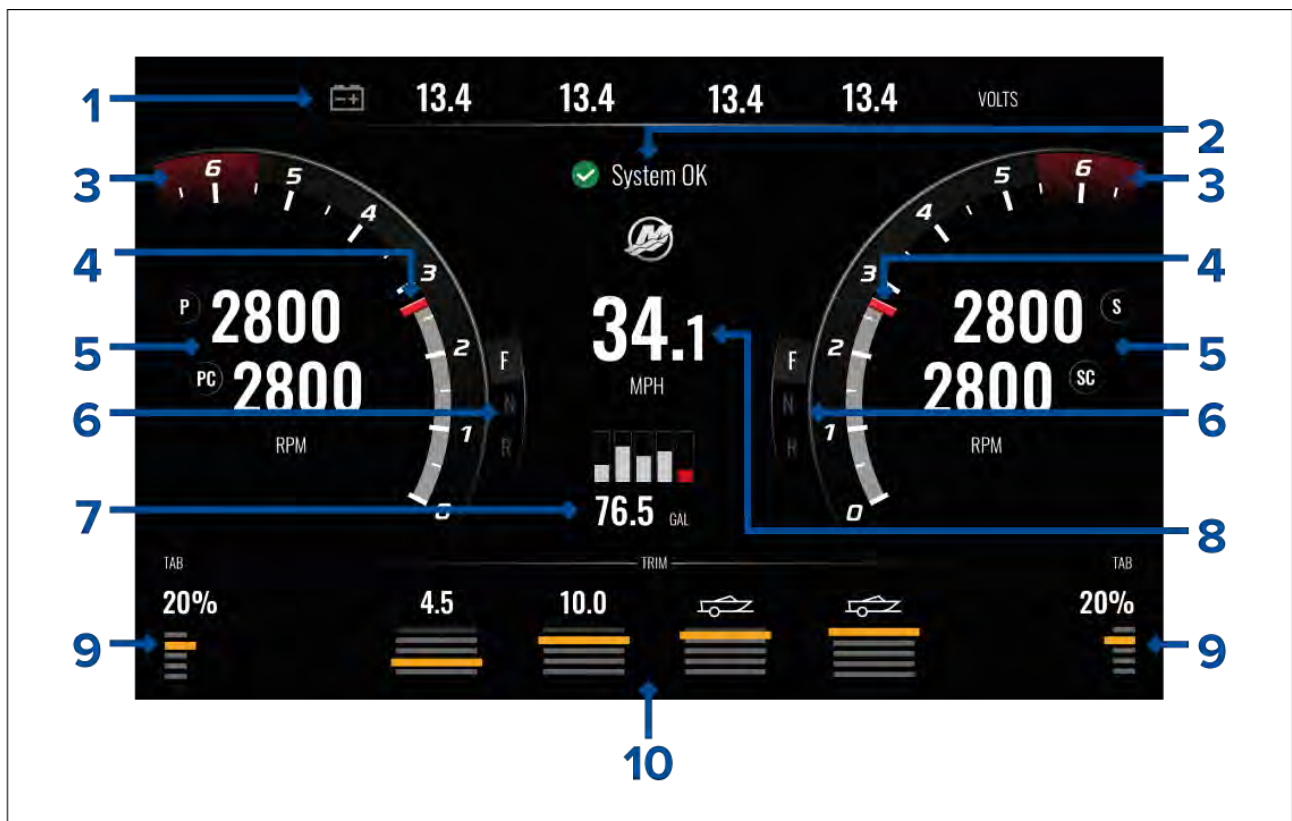 1 13.4 13.4 13.4 13.4 VOLTS
2
System OK
3 6 5 4 3 2 1 0
3 6 5 4 3 2 1 0
4 4
P 2800 2800 S
5 5
PC 2800 2800 SC
RPM RPM
34.1
MPH
F N R
F N R
6 6
7 76.5 GAL
8
TAB TRIM TAB
20% 4.5 10.0 20%
9 9
10